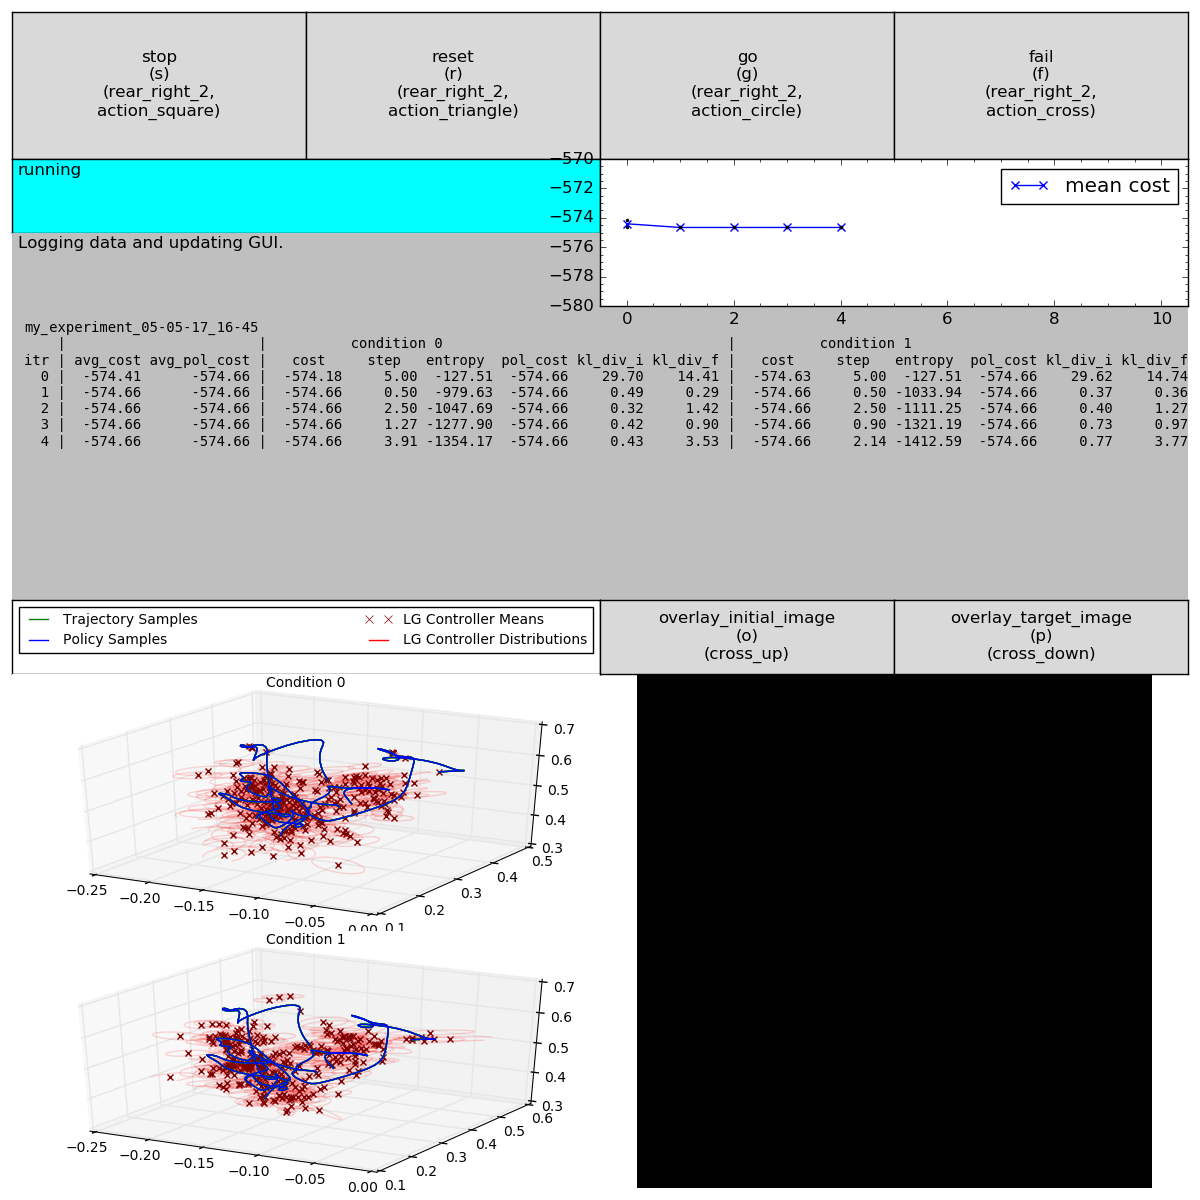 stop
(s)
(rear_right_2,
action_square)
reset
(r)
(rear_right_2,
action_triangle)
go
(g)
(rear_right_2,
action_circle)
fail
(f)
(rear_right_2,
action_cross)
running
Logging data and updating GUI.
−570
−572
−574
−576
−578
−580
mean cost
0 2 4 6 8 10
my_experiment_05-05-17_16-45
| | condition 0 | condition 1
itr | avg_cost avg_pol_cost | cost step entropy pol_cost kl_div_i kl_div_f | cost step entropy pol_cost kl_div_i kl_div_f
0 | -574.41 -574.66 | -574.18 5.00 -127.51 -574.66 29.70 14.41 | -574.63 5.00 -127.51 -574.66 29.62 14.74
1 | -574.66 -574.66 | -574.66 0.50 -979.63 -574.66 0.49 0.29 | -574.66 0.50 -1033.94 -574.66 0.37 0.36
2 | -574.66 -574.66 | -574.66 2.50 -1047.69 -574.66 0.32 1.42 | -574.66 2.50 -1111.25 -574.66 0.40 1.27
3 | -574.66 -574.66 | -574.66 1.27 -1277.90 -574.66 0.42 0.90 | -574.66 0.90 -1321.19 -574.66 0.73 0.97
4 | -574.66 -574.66 | -574.66 3.91 -1354.17 -574.66 0.43 3.53 | -574.66 2.14 -1412.59 -574.66 0.77 3.77
Trajectory Samples
Policy Samples
LG Controller Means
LG Controller Distributions
overlay_initial_image
(o)
(cross_up)
overlay_target_image
(p)
(cross_down)
Condition 0
0.7
0.6
0.5
0.4
0.3
0.5
0.4
0.3
0.2
0.1
−0.25 −0.20 −0.15 −0.10 −0.05 0.00
Condition 1
0.7
0.6
0.5
0.4
0.3
0.6
0.5
0.4
0.3
0.2
0.1
−0.25 −0.20 −0.15 −0.10 −0.05 0.00